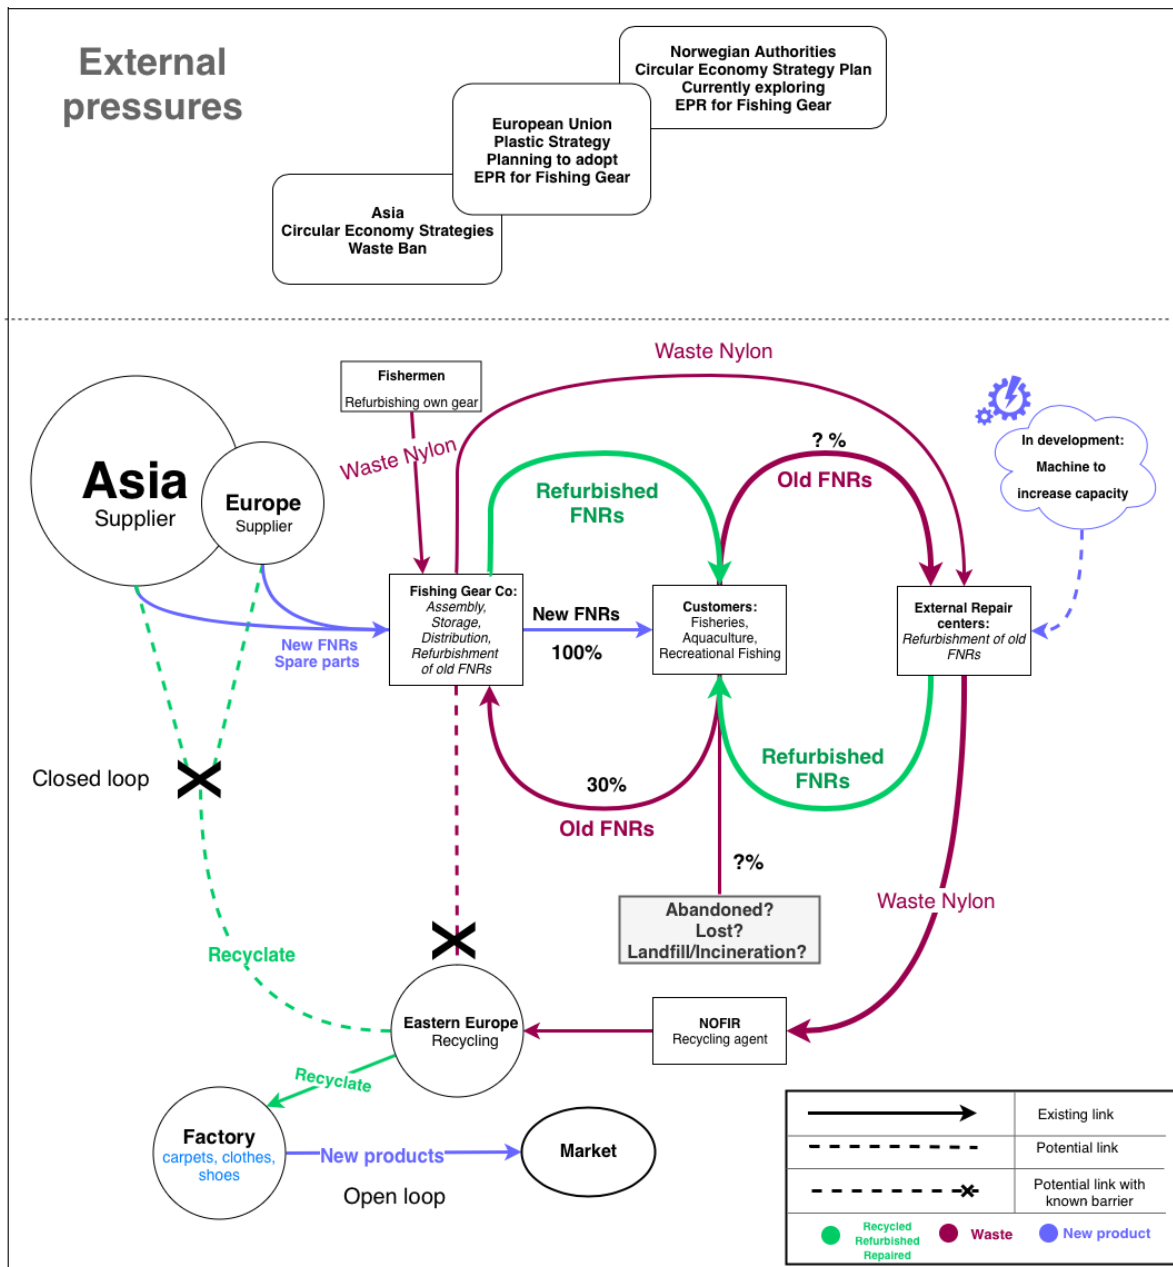 External
pressures
Norwegian Authorities
Circular Economy Strategy Plan
Currently exploring
EPR for Fishing Gear
European Union
Plastic Strategy
Planning to adopt
EPR for Fishing Gear
Asia
Circular Economy Strategies
Waste Ban
Waste Nylon
Fishermen
Refurbishing own gear
Waste Nylon
? %
Old FNRs
In development:
Machine to
increase capacity
Asia
Supplier
Europe
Supplier
Refurbished
FNRs
New FNRs
Spare parts
Fishing Gear Co:
Assembly,
Storage,
Distribution,
Refurbishment
of old FNRs
New FNRs
100%
Customers:
Fisheries,
Aquaculture,
Recreational Fishing
External Repair
centers:
Refurbishment of old
FNRs
Closed loop
30%
Old FNRs
Refurbished
FNRs
?%
Abandoned?
Lost?
Landfill/Incineration?
Waste Nylon
Recyclate
Eastern Europe
Recycling
NOFIR
Recycling agent
Recyclate
Factory
carpets, clothes,
shoes
New products
Market
Open loop
Existing link
Potential link
Potential link with
known barrier
Recycled
Refurbished
Repaired
Waste
New product